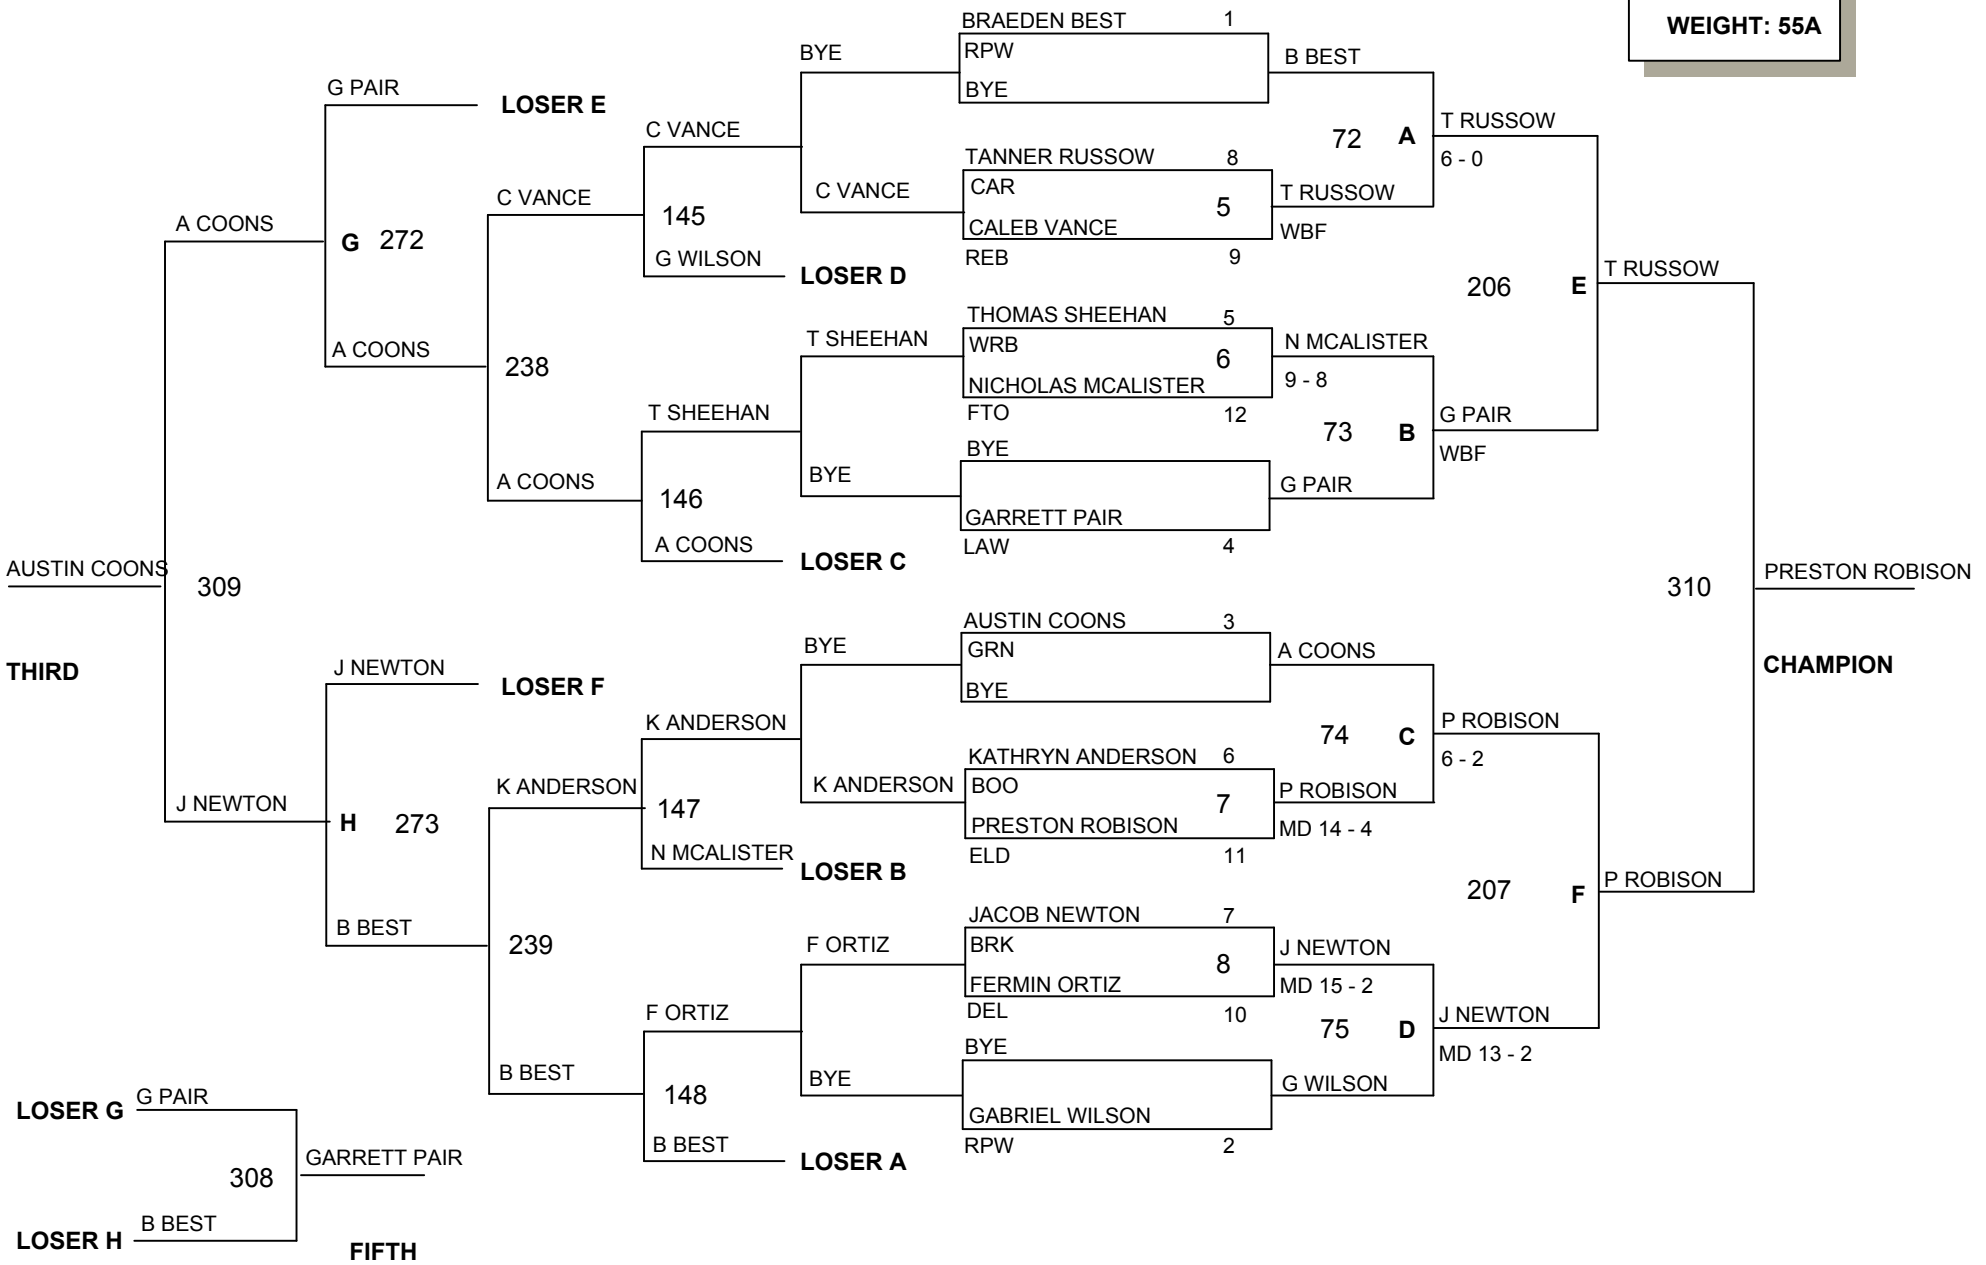 WEIGHT: 55A
BRAEDEN BEST 1
RPW
BYE
BYE
B BEST
G PAIR
LOSER E
C VANCE
72 A
T RUSSOW
6 - 0
TANNER RUSSOW 8
CAR
CALEB VANCE
REB 9
5
C VANCE
T RUSSOW
WBF
C VANCE
145
G WILSON
LOSER D
A COONS
G 272
206 E
T RUSSOW
THOMAS SHEEHAN 5
WRB
NICHOLAS MCALISTER
FTO 12
6
T SHEEHAN
N MCALISTER
9 - 8
A COONS
238
T SHEEHAN
73 B
G PAIR
WBF
BYE
GARRETT PAIR
LAW 4
BYE
G PAIR
A COONS
146
A COONS
LOSER C
AUSTIN COONS
309
THIRD
310
PRESTON ROBISON
CHAMPION
AUSTIN COONS 3
GRN
BYE
BYE
A COONS
J NEWTON
LOSER F
K ANDERSON
74 C
P ROBISON
6 - 2
KATHRYN ANDERSON 6
BOO
PRESTON ROBISON
ELD 11
7
K ANDERSON
P ROBISON
MD 14 - 4
K ANDERSON
147
N MCALISTER
LOSER B
J NEWTON
H 273
207 F
P ROBISON
JACOB NEWTON 7
BRK
FERMIN ORTIZ
DEL 10
8
F ORTIZ
J NEWTON
MD 15 - 2
B BEST
239
F ORTIZ
75 D
J NEWTON
MD 13 - 2
BYE
GABRIEL WILSON
RPW 2
BYE
G WILSON
B BEST
148
B BEST
LOSER A
LOSER G G PAIR
308
GARRETT PAIR
LOSER H B BEST
FIFTH